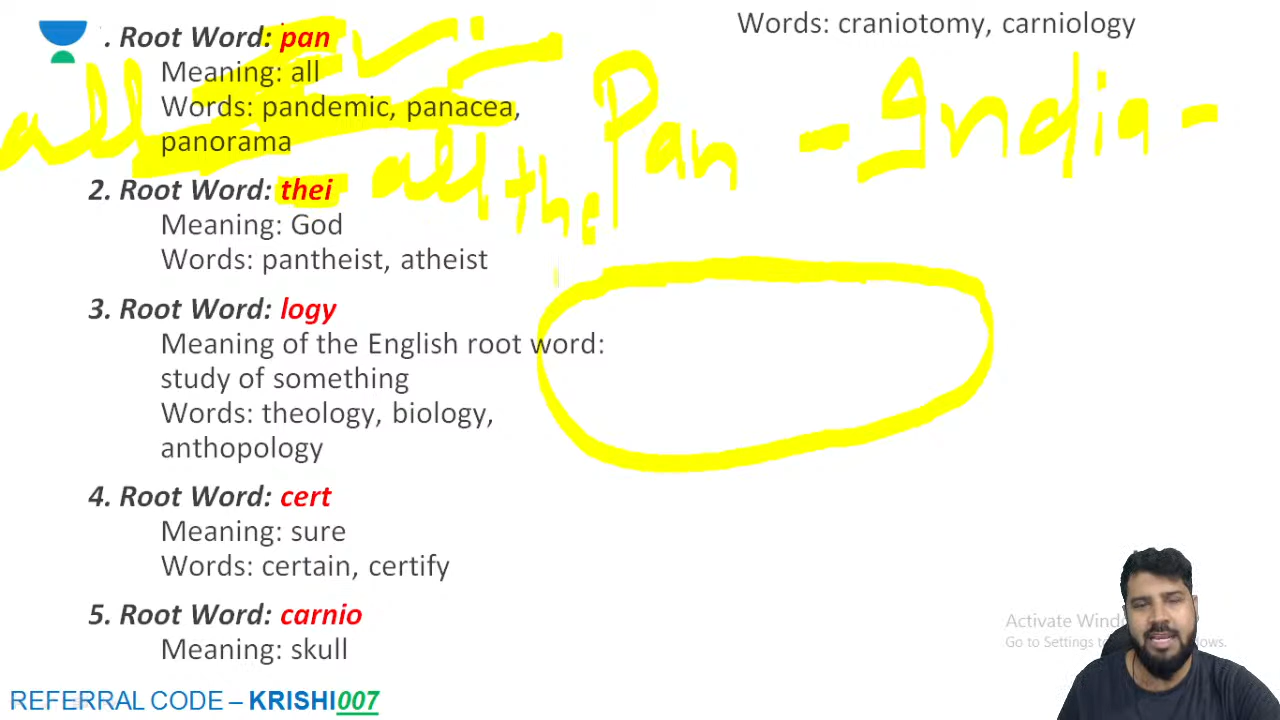 . Root Word: pan
Meaning: all
Words: pandemic, panacea,
panorama
2. Root Word: thei
Meaning: God
Words: pantheist, atheist
3. Root Word: logy
Meaning of the English root word:
study of something
Words: theology, biology,
anthopology
4. Root Word: cert
Meaning: sure
Words: certain, certify
5. Root Word: carnio
Meaning: skull
Words: craniotomy, carniology
all
all the
Pan - India -
Activate Wind
Go to Settings to ows.
REFERRAL CODE – KRISHI007